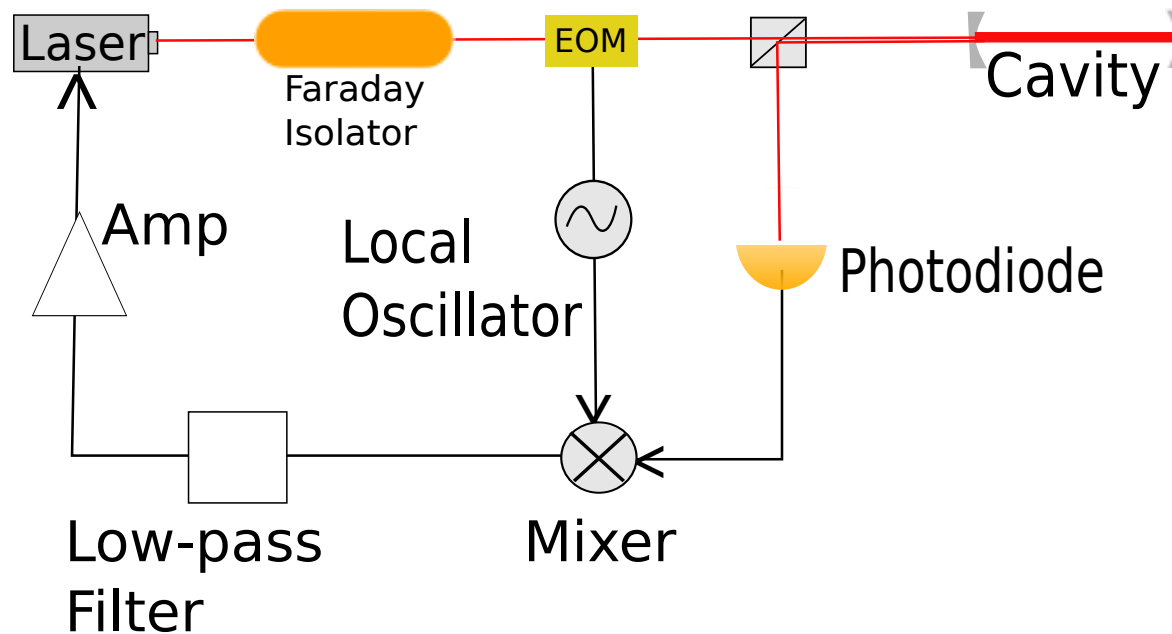 Laser
EOM
Cavity
Faraday
Isolator
Amp
Local
Oscillator
Photodiode
Mixer
Low-pass
Filter